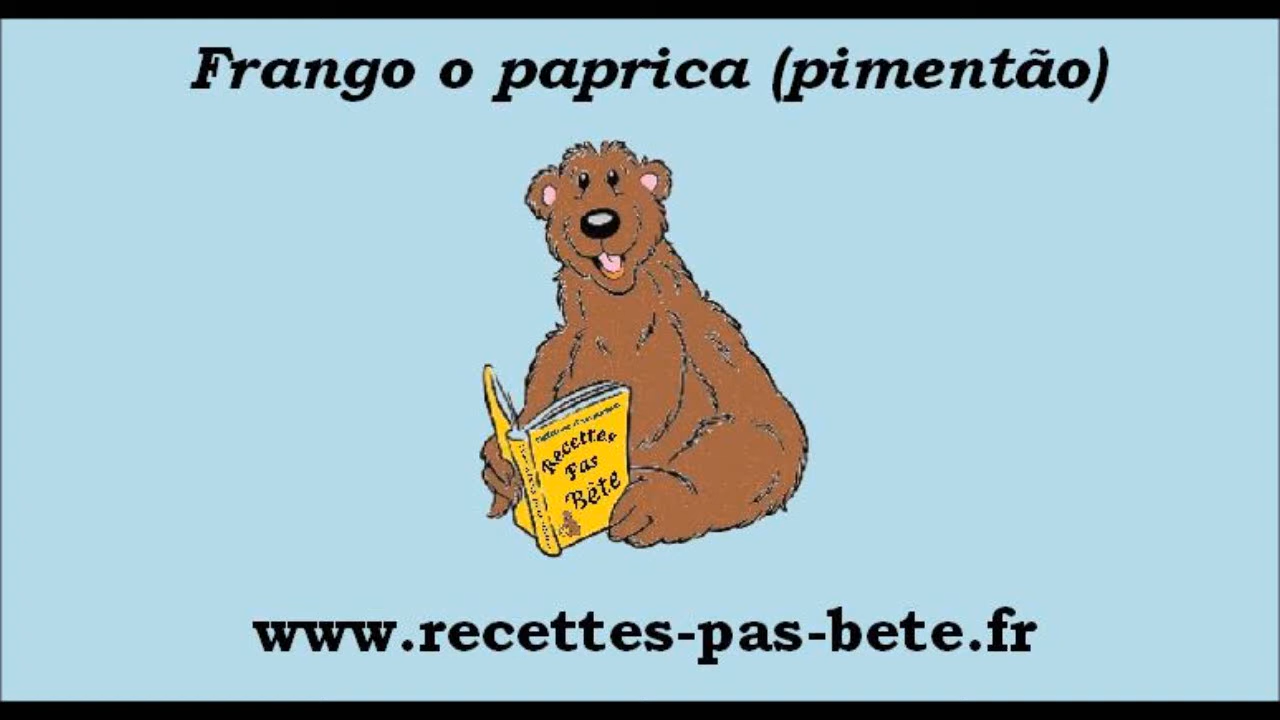 Frango o paprica (pimentão)
Recettes
Pas
Bête
www.recettes-pas-bete.fr